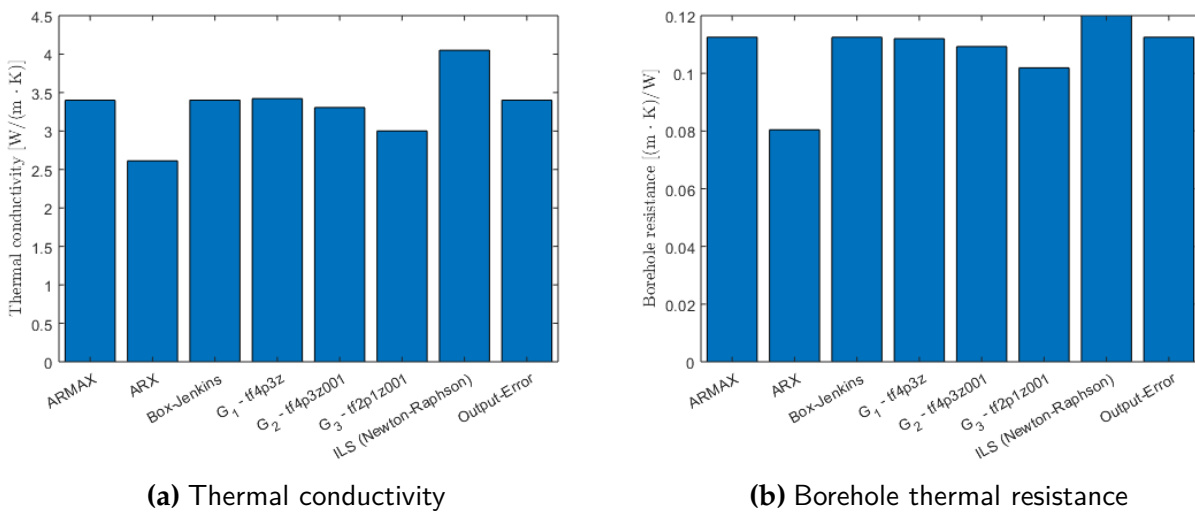 4.5
4
3.5
3
2.5
2
1.5
1
0.5
0
Thermal conductivity [W/(m · K)]
ARMAX
ARX
Box-Jenkins
G1 - tf4p3z
G2 - tf4p3z001
G3 - tf2p1z001
ILS (Newton-Raphson)
Output-Error
(a) Thermal conductivity
0.12
0.1
0.08
0.06
0.04
0.02
0
Borehole resistance [(m · K)/W]
ARMAX
ARX
Box-Jenkins
G1 - tf4p3z
G2 - tf4p3z001
G3 - tf2p1z001
ILS (Newton-Raphson)
Output-Error
(b) Borehole thermal resistance